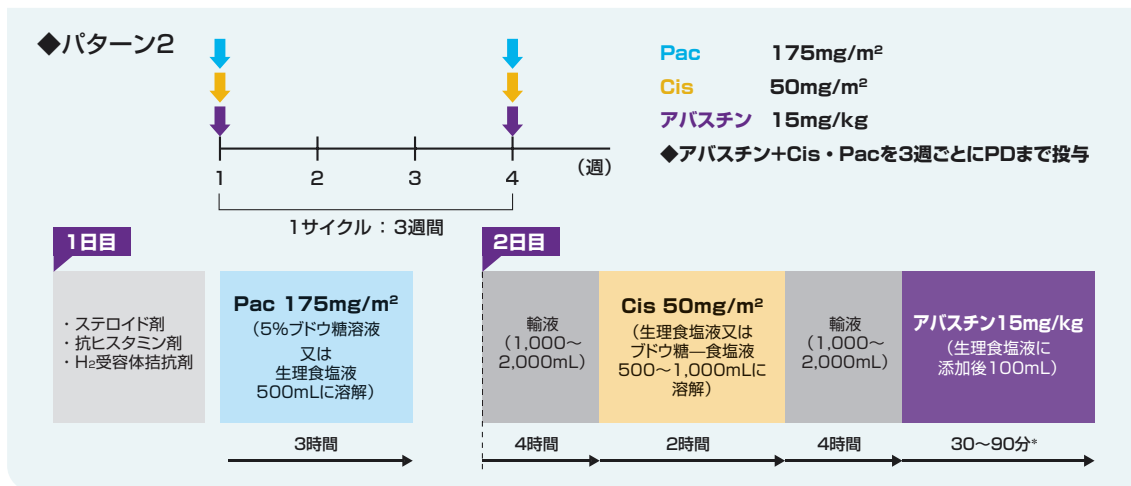 ◆パターン2
Pac 175mg/m²
Cis 50mg/m²
アバスチン 15mg/kg
◆アバスチン+Cis・Pacを3週ごとにPDまで投与
1 2 3 4 (週)
1サイクル：3週間
1日目
・ステロイド剤
・抗ヒスタミン剤
・H₂受容体拮抗剤
Pac 175mg/m²
（5%ブドウ糖溶液
又は
生理食塩液
500mLに溶解）
3時間
2日目
輸液
（1,000〜
2,000mL）
4時間
Cis 50mg/m²
（生理食塩液又は
ブドウ糖―食塩液
500〜1,000mLに
溶解）
2時間
輸液
（1,000〜
2,000mL）
4時間
アバスチン15mg/kg
（生理食塩液に
添加後100mL）
30〜90分*